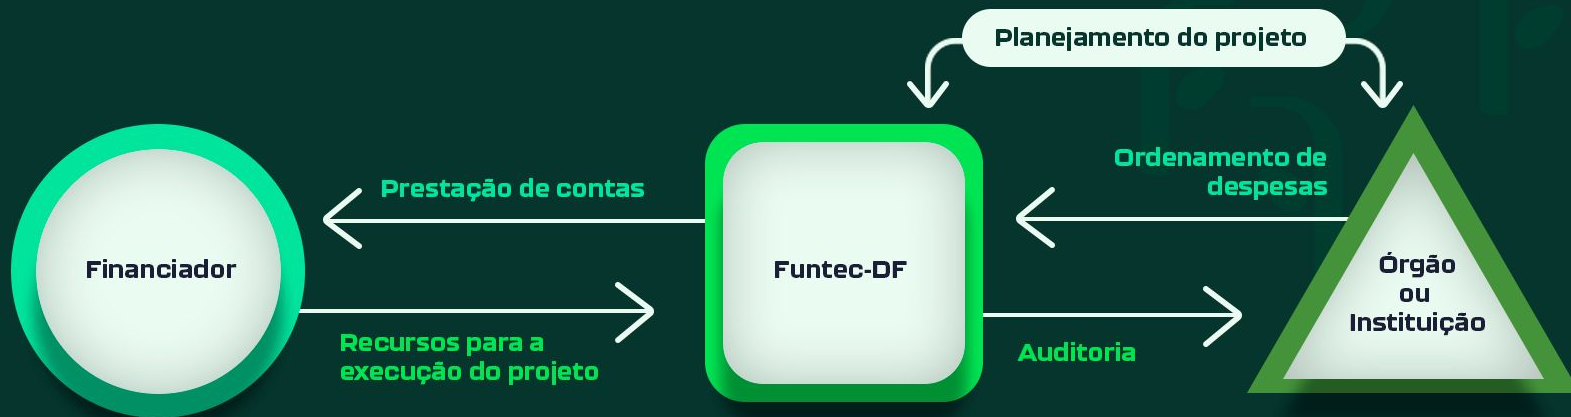 Planejamento do projeto
Prestação de contas
Ordenamento de
despesas
Financiador
Funtec-DF
Órgão
ou
Instituição
Recursos para a
execução do projeto
Auditoria